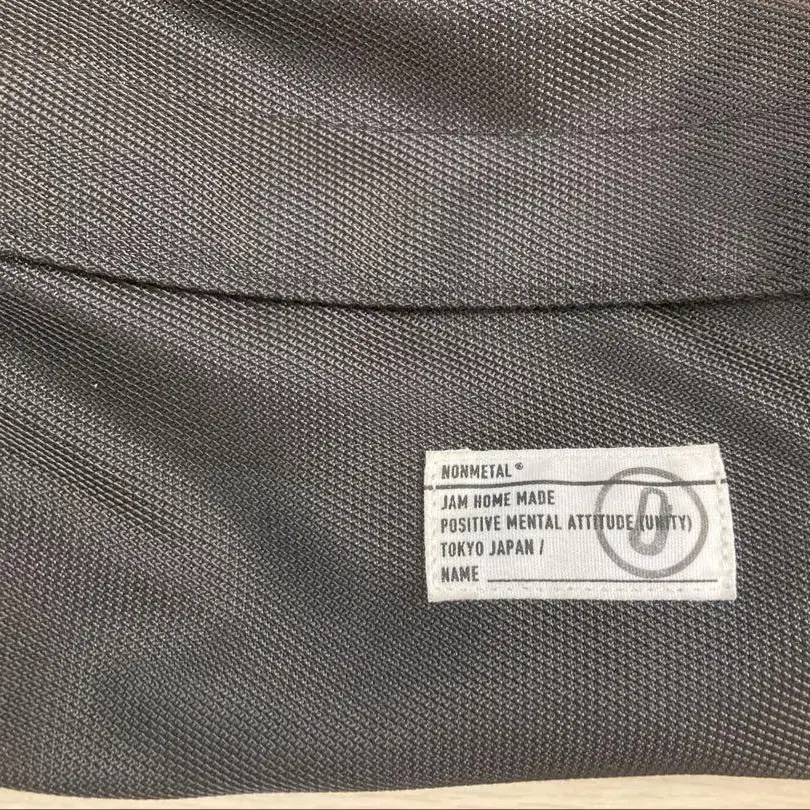 NONMETAL®
JAM HOME MADE
POSITIVE MENTAL ATTITUDE (UNITY)
TOKYO JAPAN /
NAME